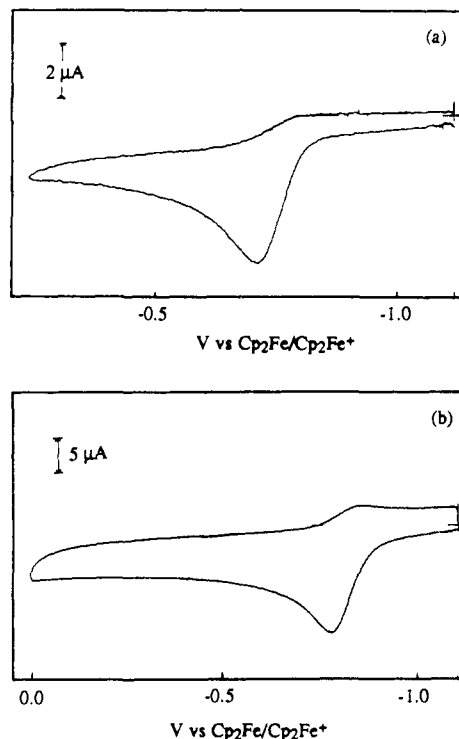 (a)
2 μA
-0.5 -1.0
V vs Cp₂Fe/Cp₂Fe⁺
(b)
5 μA
0.0 -0.5 -1.0
V vs Cp₂Fe/Cp₂Fe⁺